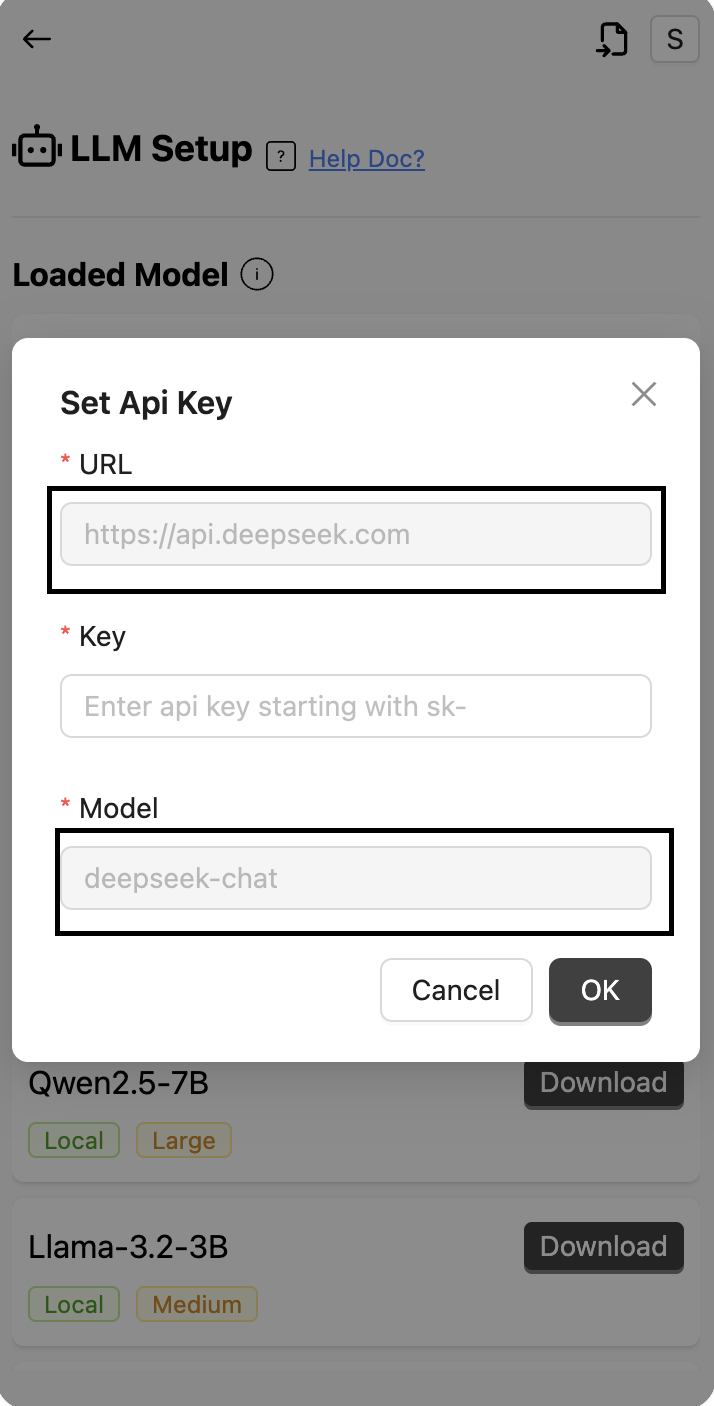 S
LLM Setup ? Help Doc?
Loaded Model i
Set Api Key
* URL
https://api.deepseek.com
* Key
Enter api key starting with sk-
* Model
deepseek-chat
Cancel OK
Qwen2.5-7B Download
Local Large
Llama-3.2-3B Download
Local Medium